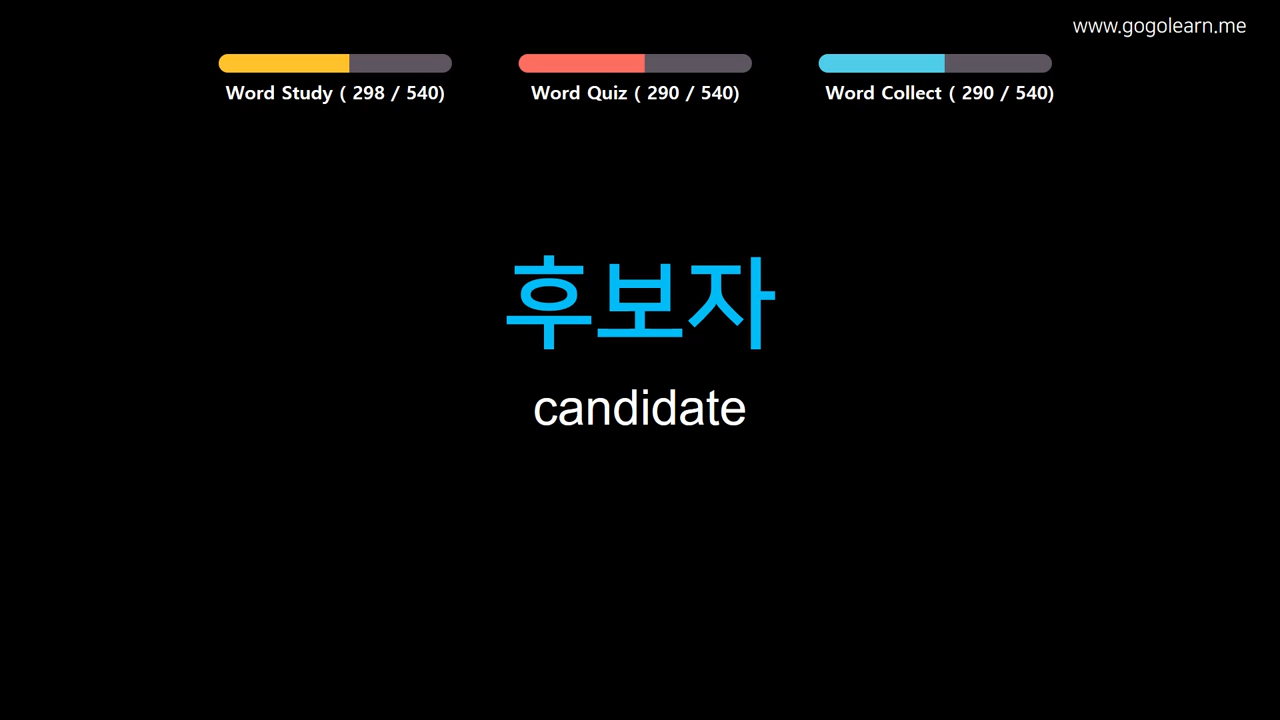 www.gogolearn.me
Word Study ( 298 / 540)
Word Quiz ( 290 / 540)
Word Collect ( 290 / 540)
후보자
candidate